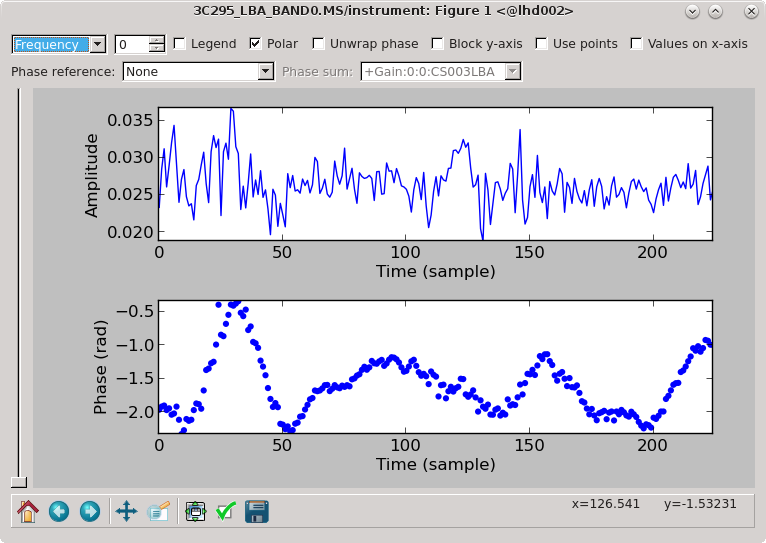 3C295_LBA_BAND0.MS/instrument: Figure 1 <@lhd002>
Frequency 0 Legend Polar Unwrap phase Block y-axis Use points Values on x-axis
Phase reference: None Phase sum: +Gain:0:0:CS003LBA
0.035
0.030
0.025
0.020
Amplitude
0 50 100 150 200
Time (sample)
−0.5
−1.0
−1.5
−2.0
Phase (rad)
0 50 100 150 200
Time (sample)
x=126.541 y=-1.53231